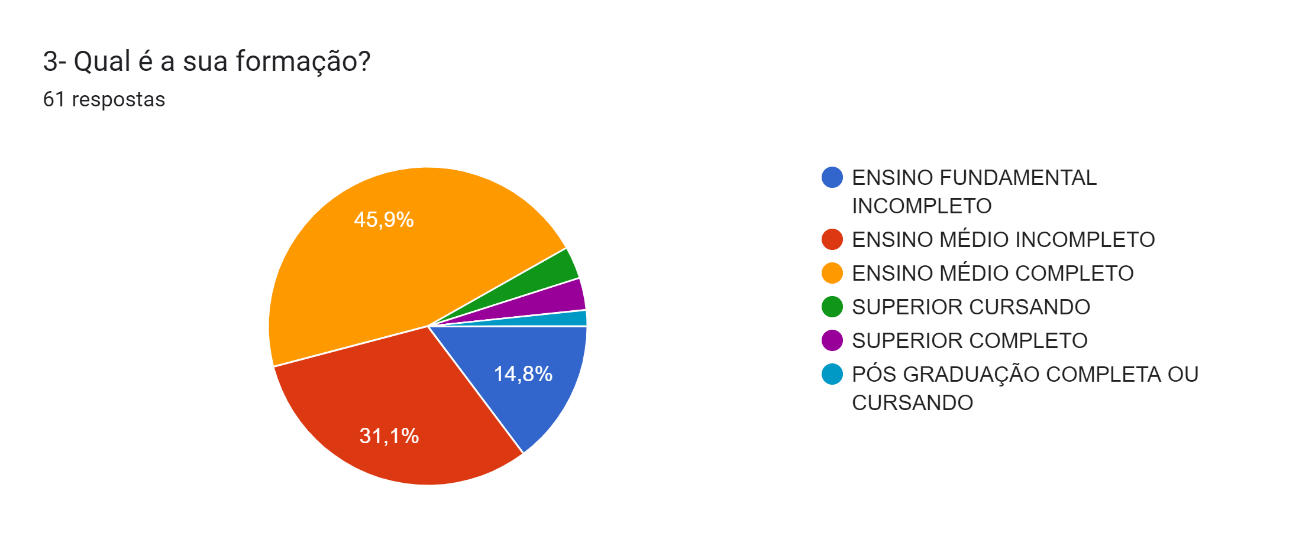 3- Qual é a sua formação?
61 respostas
45,9%
14,8%
31,1%
ENSINO FUNDAMENTAL
INCOMPLETO
ENSINO MÉDIO INCOMPLETO
ENSINO MÉDIO COMPLETO
SUPERIOR CURSANDO
SUPERIOR COMPLETO
PÓS GRADUAÇÃO COMPLETA OU
CURSANDO